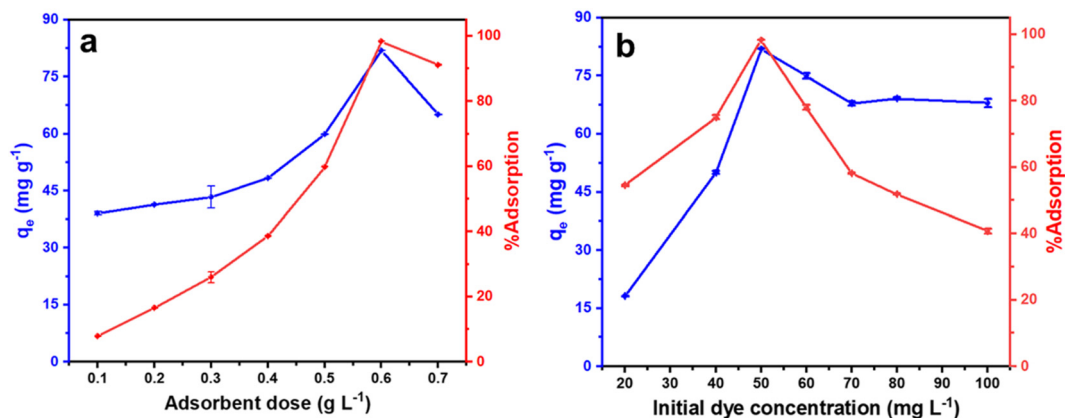 a
90
75
60
45
30
15
0
qe (mg g-1)
100
80
60
40
20
0
%Adsorption
0.1 0.2 0.3 0.4 0.5 0.6 0.7
Adsorbent dose (g L-1)
b
90
75
60
45
30
15
0
qe (mg g-1)
100
80
60
40
20
0
%Adsorption
20 30 40 50 60 70 80 90 100
Initial dye concentration (mg L-1)